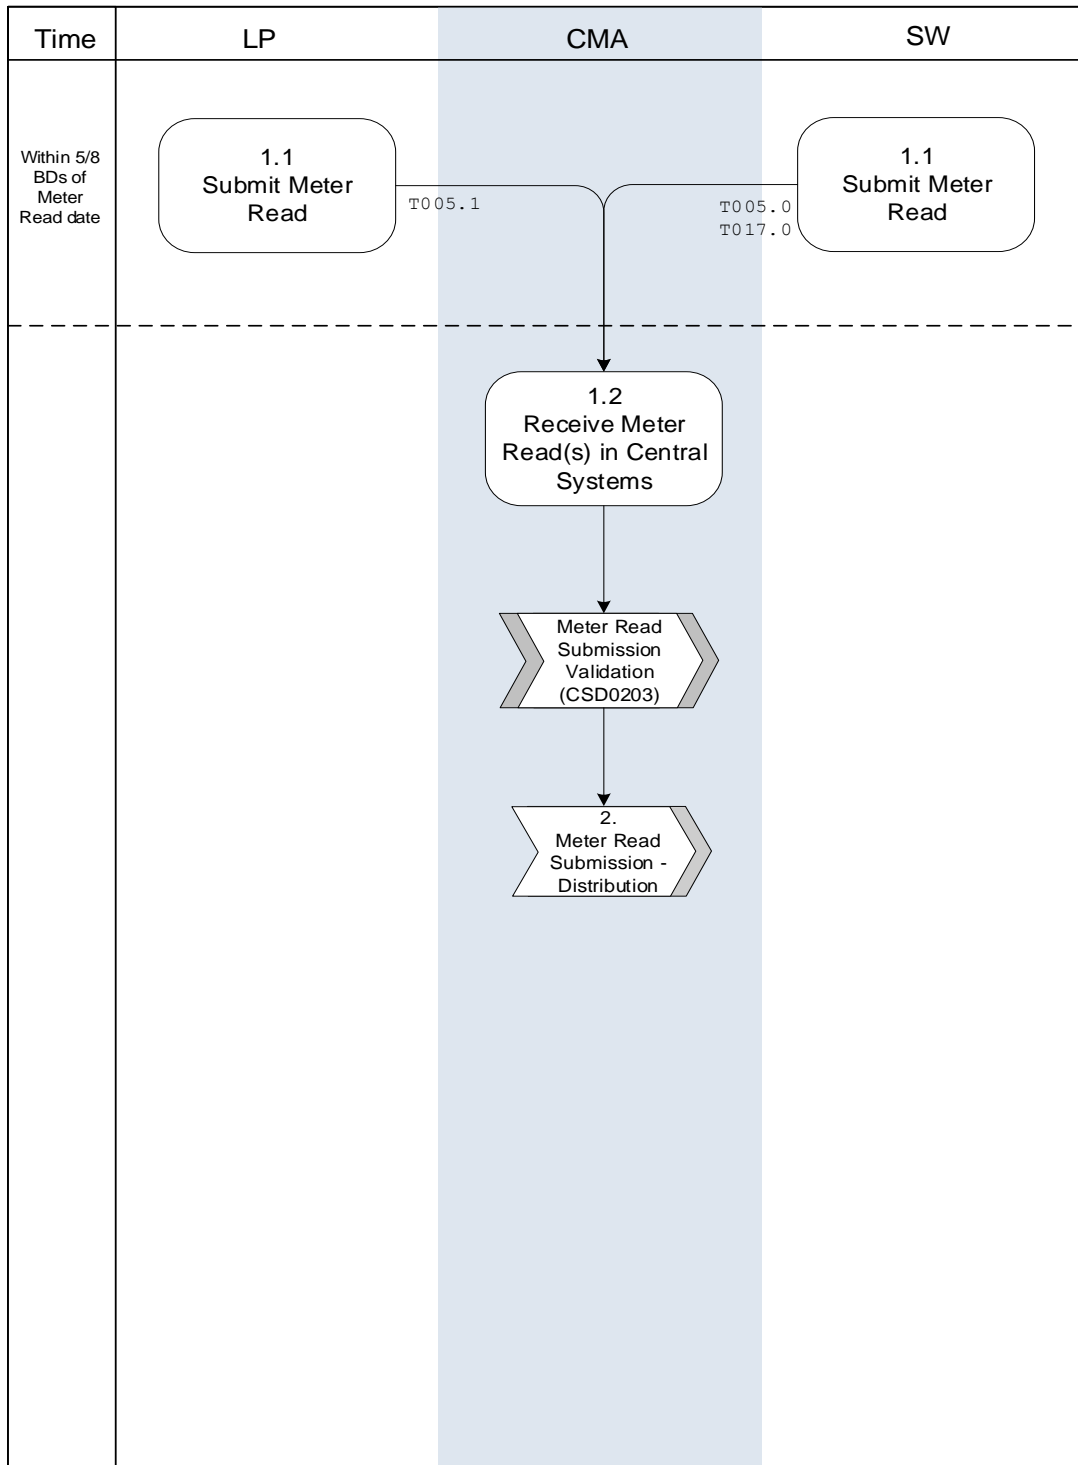 Time
LP
CMA
SW
Within 5/8
BDs of
Meter
Read date
1.1
Submit Meter
Read
T005.1
T005.0
T017.0
1.1
Submit Meter
Read
1.2
Receive Meter
Read(s) in Central
Systems
Meter Read
Submission
Validation
(CSD0203)
2.
Meter Read
Submission -
Distribution